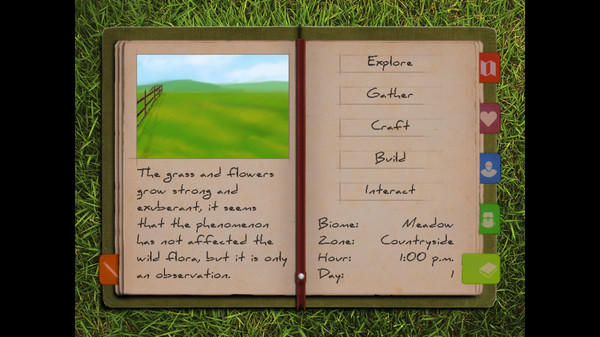 The grass and flowers
grow strong and
exuberant, it seems
that the phenomenon
has not affected the
wild flora, but it is only
an observation.
Explore
Gather
Craft
Build
Interact
Biome: Meadow
Zone: Countryside
Hour: 1:00 p.m.
Day: 1